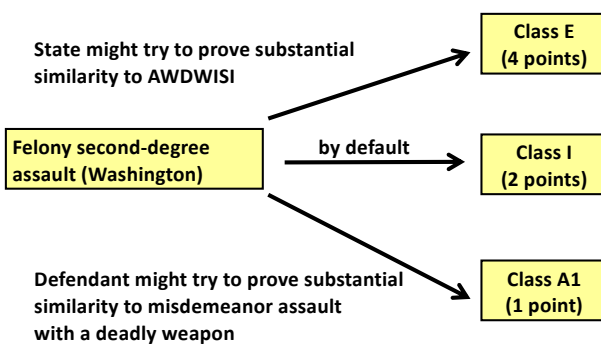 State might try to prove substantial
similarity to AWDWISI
Class E
(4 points)
Felony second-degree
assault (Washington)
by default
Class I
(2 points)
Defendant might try to prove substantial
similarity to misdemeanor assault
with a deadly weapon
Class A1
(1 point)